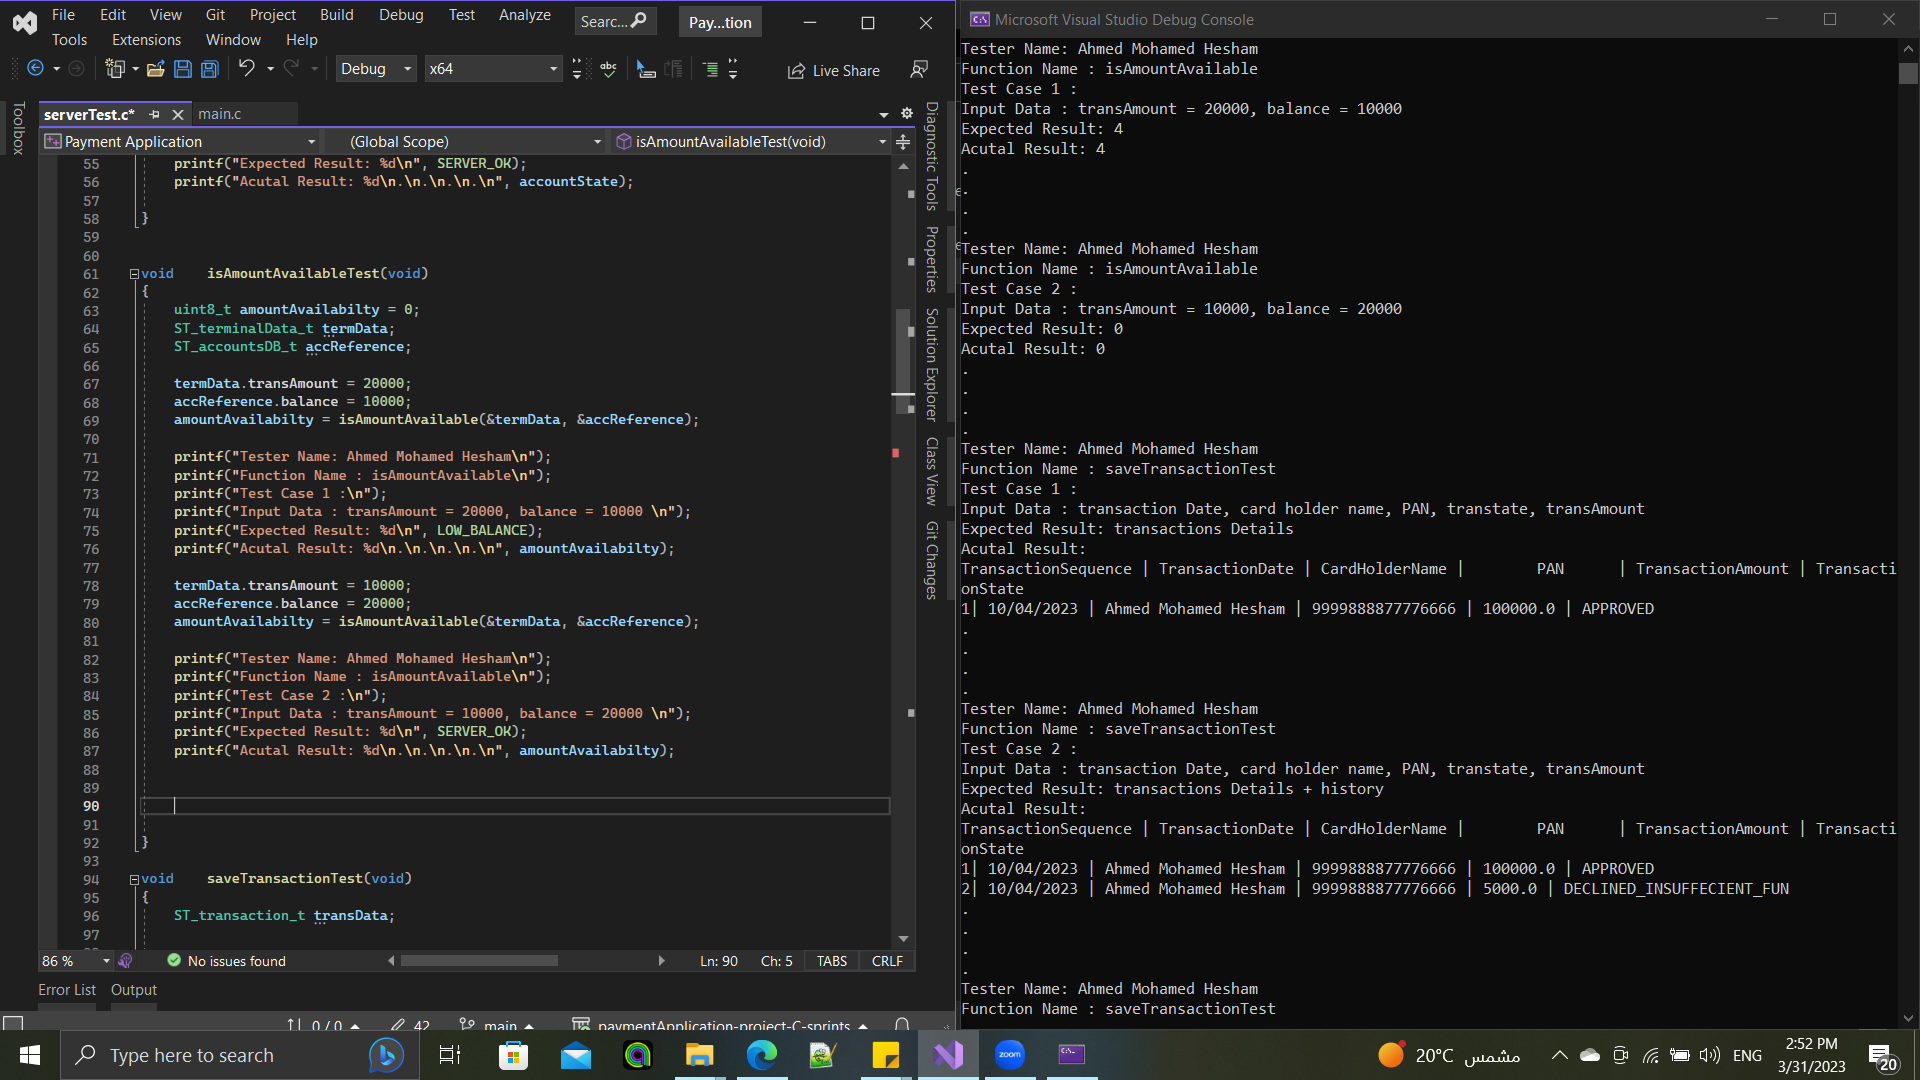 File Edit View Git Project Build Debug Test Analyze
Searc...
Pay...tion
Tools Extensions Window Help
Debug
x64
Live Share
Toolbox
serverTest.c*
main.c
Payment Application
(Global Scope)
isAmountAvailableTest(void)
55 printf("Expected Result: %d\n", SERVER_OK);
56 printf("Acutal Result: %d\n.\n.\n.\n.\n", accountState);
57
58 }
59
60
61 void isAmountAvailableTest(void)
62 {
63 uint8_t amountAvailabilty = 0;
64 ST_terminalData_t termData;
65 ST_accountsDB_t accReference;
66
67 termData.transAmount = 20000;
68 accReference.balance = 10000;
69 amountAvailabilty = isAmountAvailable(&termData, &accReference);
70
71 printf("Tester Name: Ahmed Mohamed Hesham\n");
72 printf("Function Name : isAmountAvailable\n");
73 printf("Test Case 1 :\n");
74 printf("Input Data : transAmount = 20000, balance = 10000 \n");
75 printf("Expected Result: %d\n", LOW_BALANCE);
76 printf("Acutal Result: %d\n.\n.\n.\n.\n", amountAvailabilty);
77
78 termData.transAmount = 10000;
79 accReference.balance = 20000;
80 amountAvailabilty = isAmountAvailable(&termData, &accReference);
81
82 printf("Tester Name: Ahmed Mohamed Hesham\n");
83 printf("Function Name : isAmountAvailable\n");
84 printf("Test Case 2 :\n");
85 printf("Input Data : transAmount = 10000, balance = 20000 \n");
86 printf("Expected Result: %d\n", SERVER_OK);
87 printf("Acutal Result: %d\n.\n.\n.\n.\n", amountAvailabilty);
88
89
90
91
92 }
93
94 void saveTransactionTest(void)
95 {
96 ST_transaction_t transData;
97
Diagnostic Tools
Properties
Solution Explorer
Class View
Git Changes
86 %
No issues found
Ln: 90 Ch: 5 TABS CRLF
Error List Output
0 / 0 42 main paymentApplication-project-C-sprints
Microsoft Visual Studio Debug Console
Tester Name: Ahmed Mohamed Hesham
Function Name : isAmountAvailable
Test Case 1 :
Input Data : transAmount = 20000, balance = 10000
Expected Result: 4
Acutal Result: 4
.
.
.
.
Tester Name: Ahmed Mohamed Hesham
Function Name : isAmountAvailable
Test Case 2 :
Input Data : transAmount = 10000, balance = 20000
Expected Result: 0
Acutal Result: 0
.
.
.
.
Tester Name: Ahmed Mohamed Hesham
Function Name : saveTransactionTest
Test Case 1 :
Input Data : transaction Date, card holder name, PAN, transtate, transAmount
Expected Result: transactions Details
Acutal Result:
TransactionSequence | TransactionDate | CardHolderName | PAN | TransactionAmount | Transacti
onState
1| 10/04/2023 | Ahmed Mohamed Hesham | 9999888877776666 | 100000.0 | APPROVED
.
.
.
.
Tester Name: Ahmed Mohamed Hesham
Function Name : saveTransactionTest
Test Case 2 :
Input Data : transaction Date, card holder name, PAN, transtate, transAmount
Expected Result: transactions Details + history
Acutal Result:
TransactionSequence | TransactionDate | CardHolderName | PAN | TransactionAmount | Transacti
onState
1| 10/04/2023 | Ahmed Mohamed Hesham | 9999888877776666 | 100000.0 | APPROVED
2| 10/04/2023 | Ahmed Mohamed Hesham | 9999888877776666 | 5000.0 | DECLINED_INSUFFECIENT_FUN
.
.
.
.
Tester Name: Ahmed Mohamed Hesham
Function Name : saveTransactionTest
Type here to search
zoom
20°C مشمس
ENG
2:52 PM
3/31/2023
20